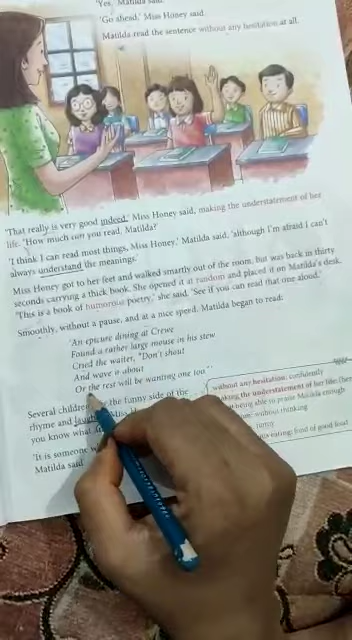 'Yes,' Matilda said.
'Go ahead,' Miss Honey said.
Matilda read the sentence without any hesitation at all.
'That really is very good indeed,' Miss Honey said, making the understatement of her
life. 'How much can you read, Matilda?'
'I think I can read most things, Miss Honey,' Matilda said, 'although I'm afraid I can't
always understand the meanings.'
Miss Honey got to her feet and walked smartly out of the room, but was back in thirty
seconds carrying a thick book. She opened it at random and placed it on Matilda's desk.
'This is a book of humorous poetry,' she said. 'See if you can read that one aloud.'
Smoothly, without a pause, and at a nice speed, Matilda began to read:
'An epicure dining at Crewe
Found a rather large mouse in his stew.
Cried the waiter, "Don't shout
And wave it about
Or the rest will be wanting one too"'
Several children the funny side of the
rhyme and laugh Miss
you know what
'It is someone
Matilda said
without any hesitation: confidently
making the understatement of her life:
being able to praise Matilda enough
without thinking
funny
eating; fond of good food